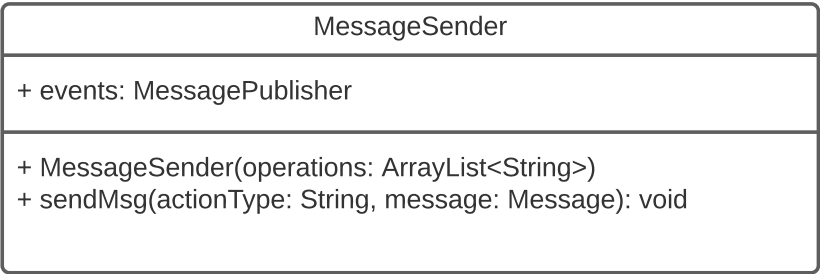 MessageSender
+ events: MessagePublisher
+ MessageSender(operations: ArrayList<String>)
+ sendMsg(actionType: String, message: Message): void